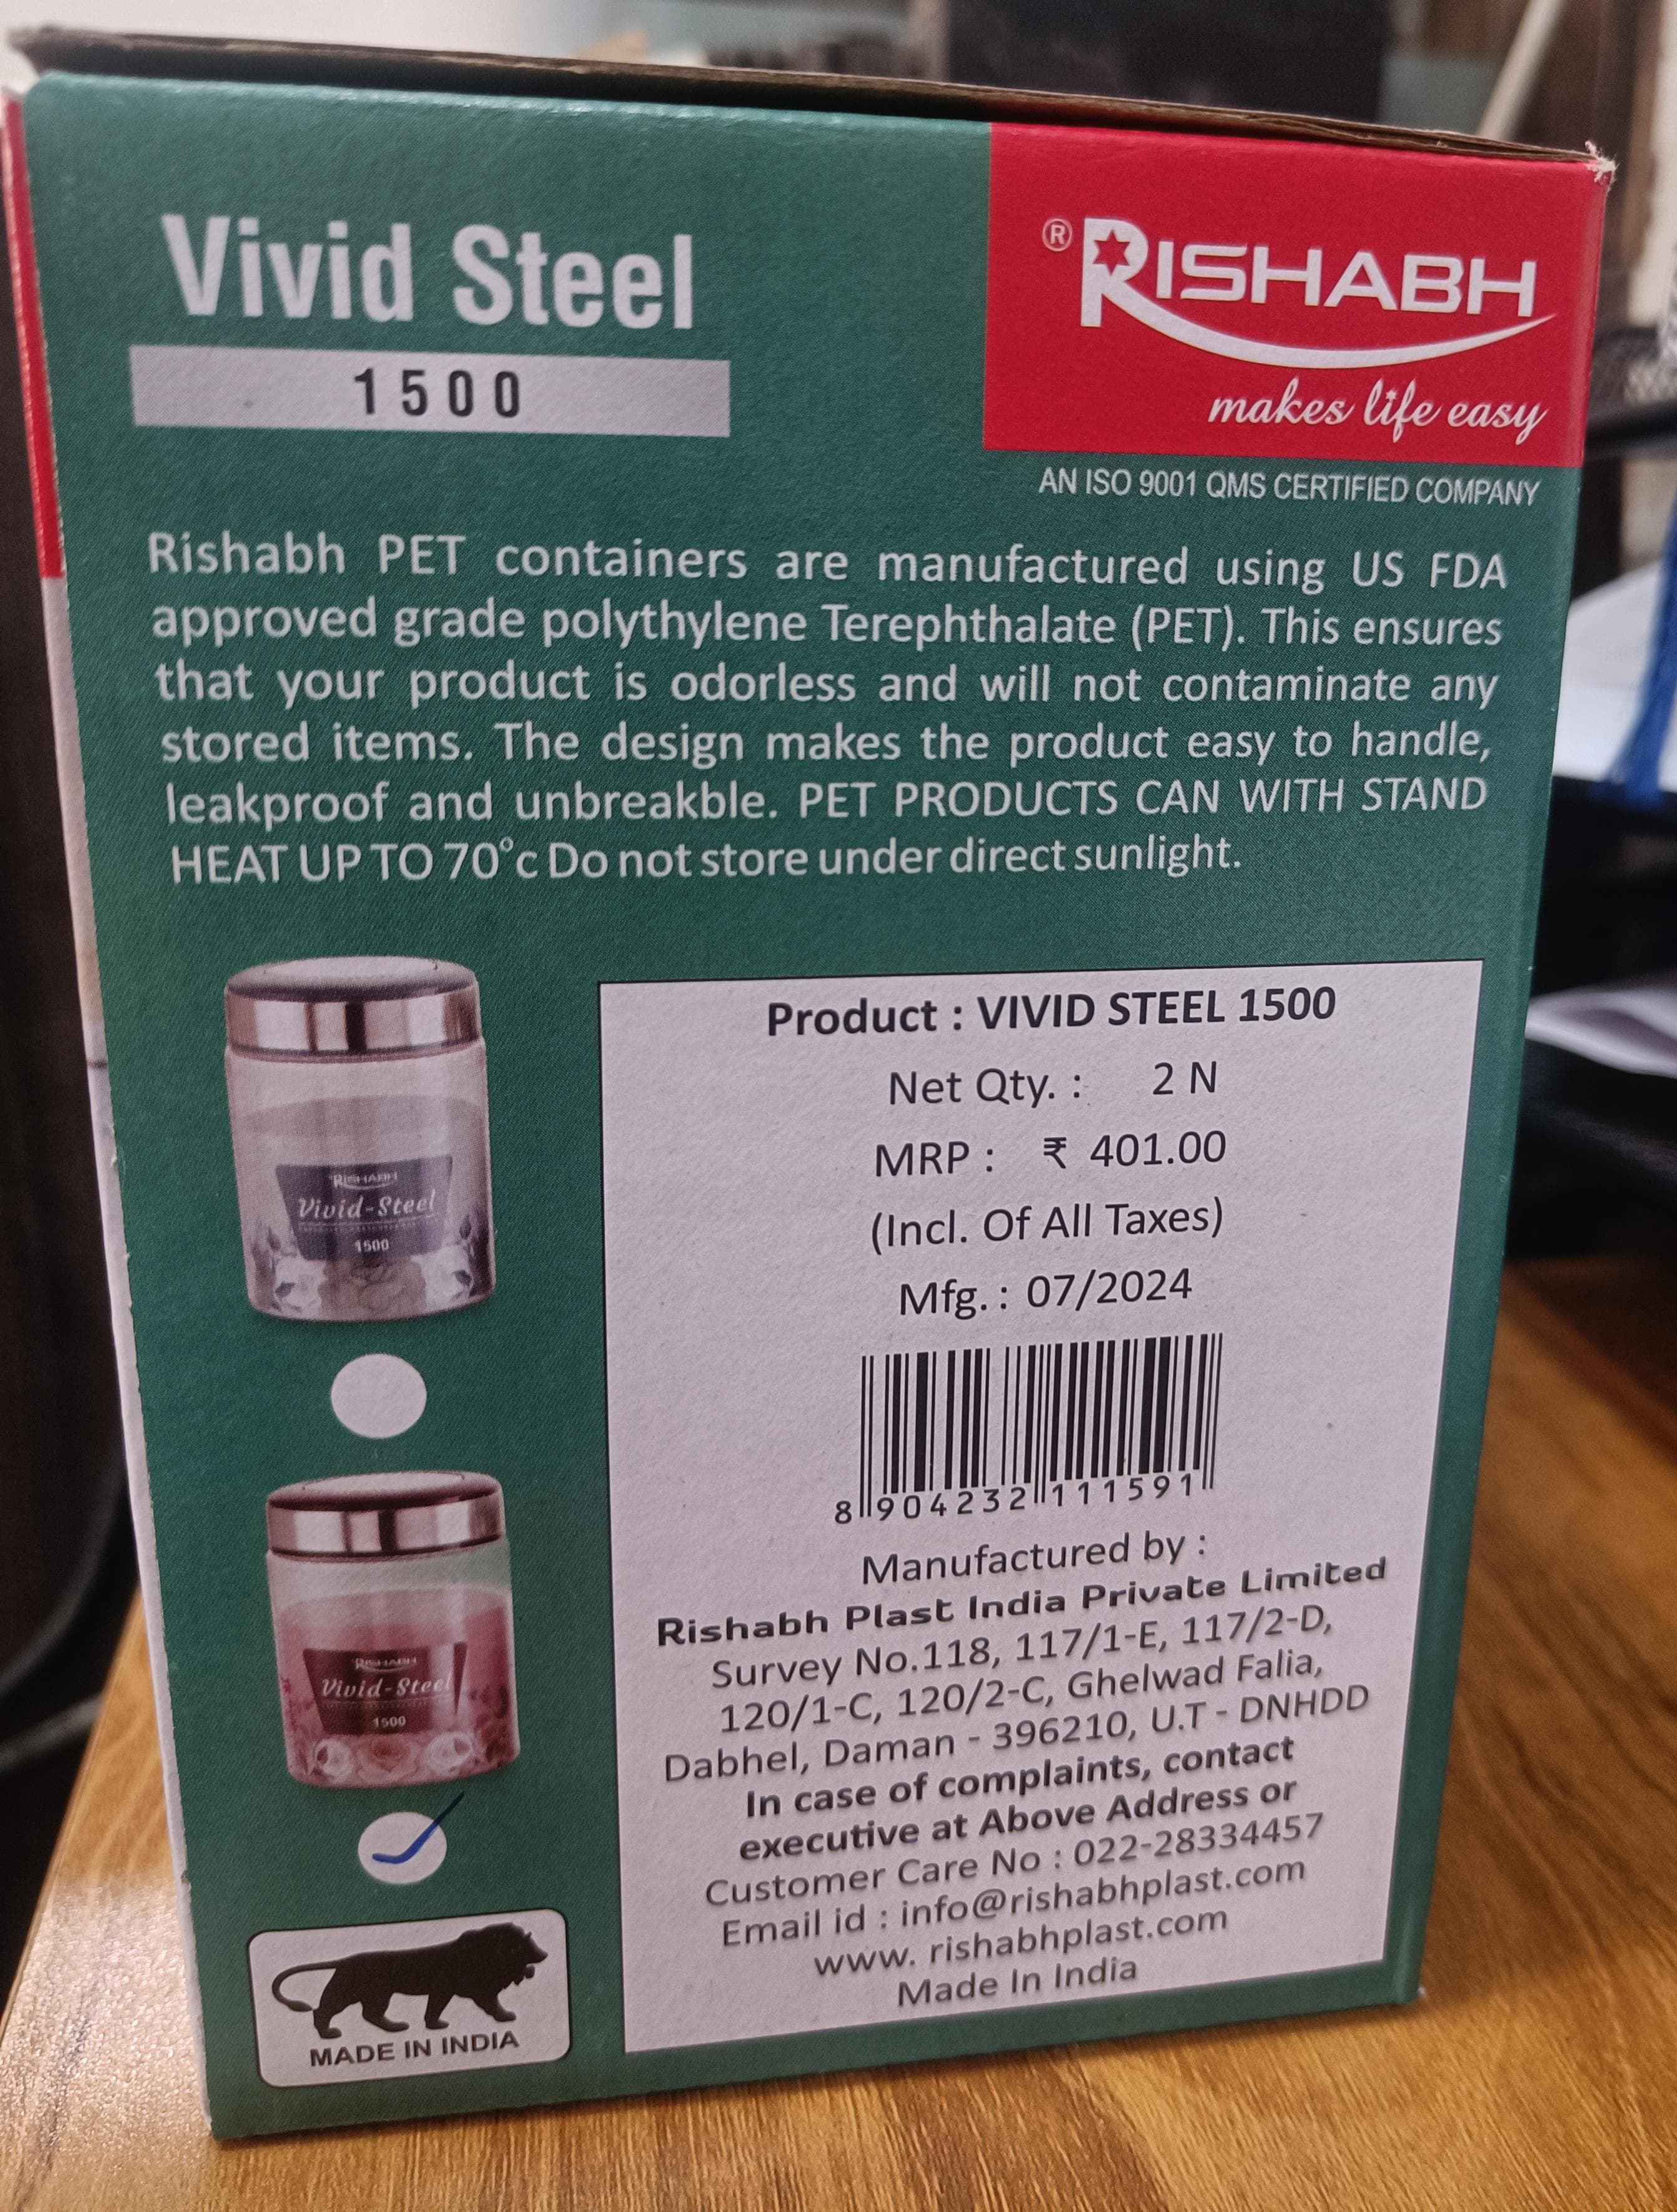 Vivid Steel
1500
® RISHABH
makes life easy
AN ISO 9001 QMS CERTIFIED COMPANY
Rishabh PET containers are manufactured using US FDA
approved grade polythylene Terephthalate (PET). This ensures
that your product is odorless and will not contaminate any
stored items. The design makes the product easy to handle,
leakproof and unbreakble. PET PRODUCTS CAN WITH STAND
HEAT UP TO 70°c Do not store under direct sunlight.
RISHABH
Vivid-Steel
1500
RISHABH
Vivid-Steel
1500
MADE IN INDIA
Product : VIVID STEEL 1500
Net Qty. : 2 N
MRP : ₹ 401.00
(Incl. Of All Taxes)
Mfg. : 07/2024
8 904232 111591
Manufactured by :
Rishabh Plast India Private Limited
Survey No.118, 117/1-E, 117/2-D,
120/1-C, 120/2-C, Ghelwad Falia,
Dabhel, Daman - 396210, U.T - DNHDD
In case of complaints, contact
executive at Above Address or
Customer Care No : 022-28334457
Email id : info@rishabhplast.com
www. rishabhplast.com
Made In India